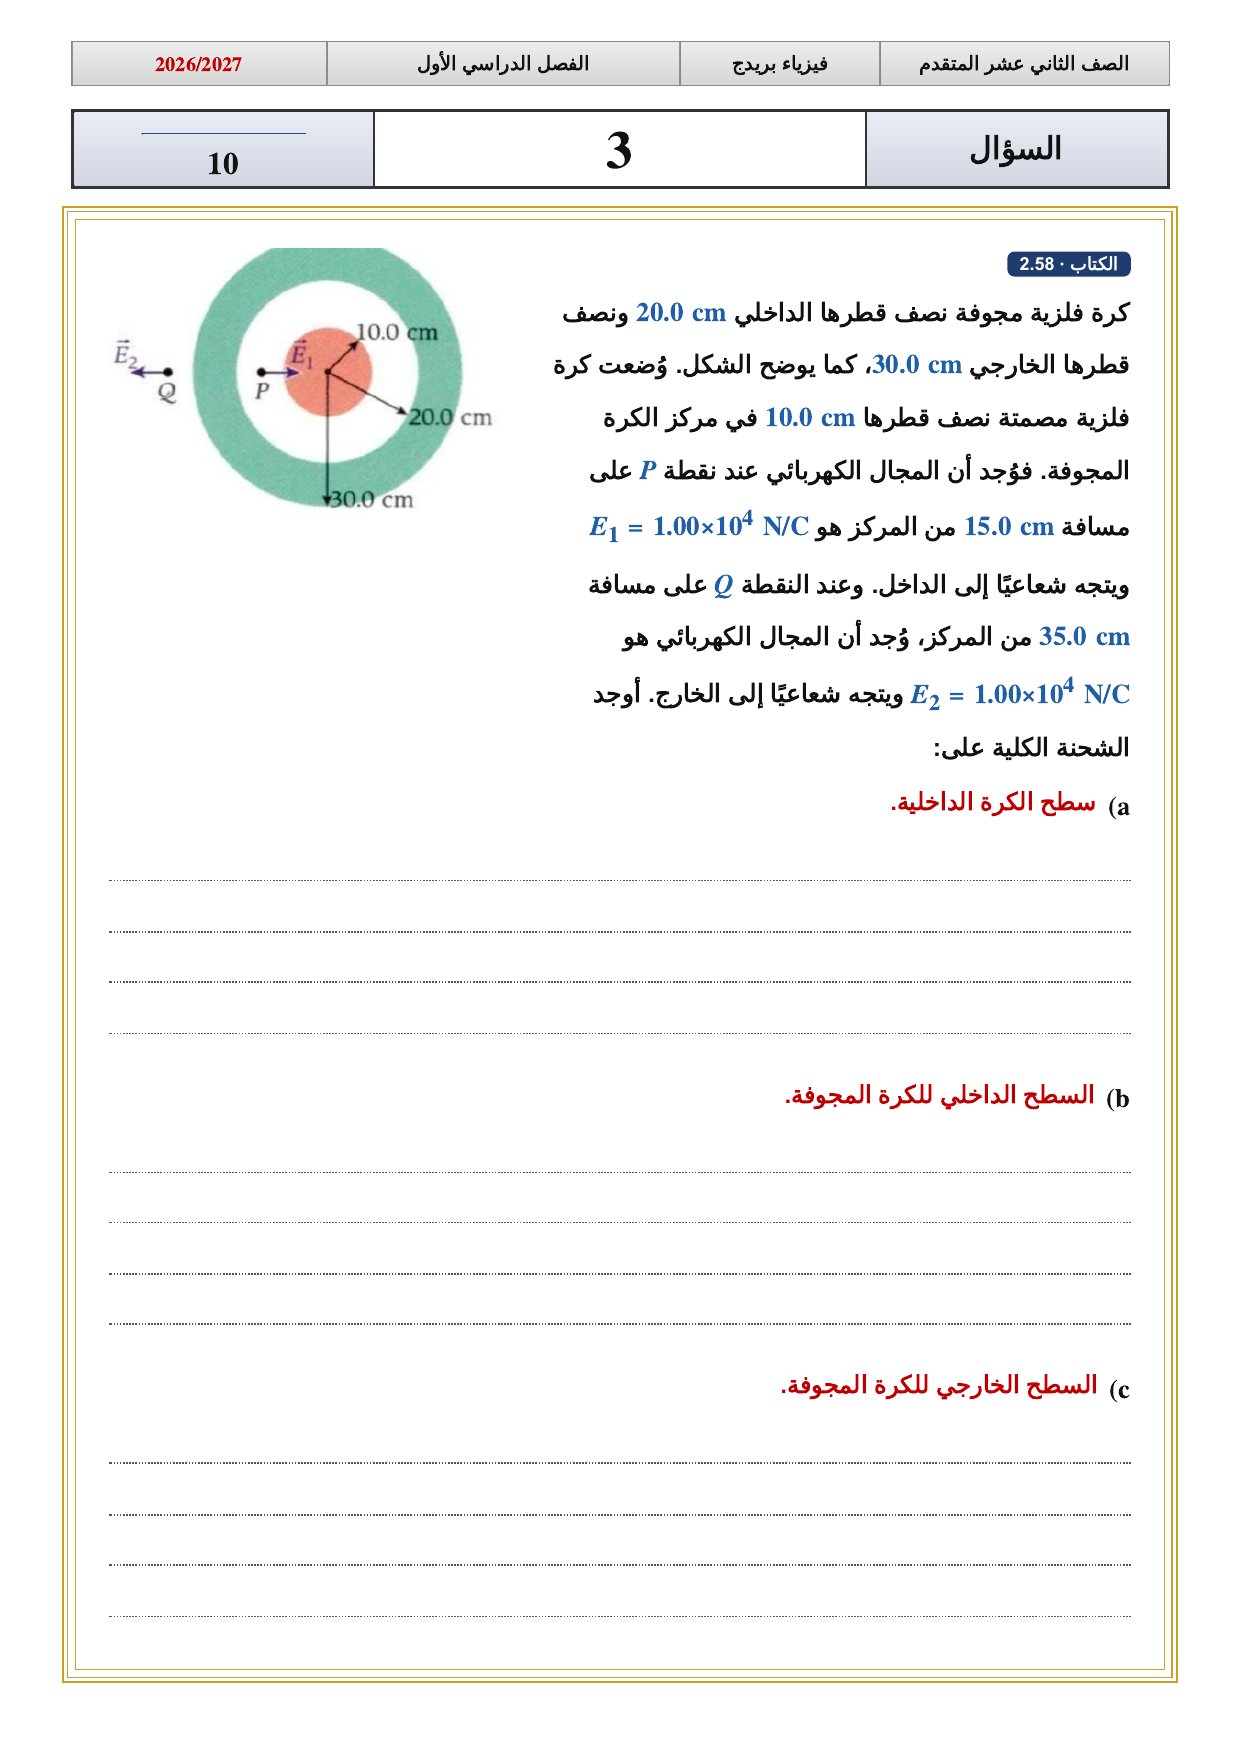 الصف الثاني عشر المتقدم فيزياء بريدج الفصل الدراسي الأول 2026/2027
السؤال 3 10
الكتاب · 2.58
كرة فلزية مجوفة نصف قطرها الداخلي 20.0 cm ونصف
قطرها الخارجي 30.0 cm، كما يوضح الشكل. وُضعت كرة
فلزية مصمتة نصف قطرها 10.0 cm في مركز الكرة
المجوفة. فوُجد أن المجال الكهربائي عند نقطة P على
مسافة 15.0 cm من المركز هو E₁ = 1.00×10⁴ N/C
ويتجه شعاعيًا إلى الداخل. وعند النقطة Q على مسافة
35.0 cm من المركز، وُجد أن المجال الكهربائي هو
E₂ = 1.00×10⁴ N/C ويتجه شعاعيًا إلى الخارج. أوجد
الشحنة الكلية على:
10.0 cm
E⃗₂ E⃗₁
Q P
20.0 cm
30.0 cm
a) سطح الكرة الداخلية.
b) السطح الداخلي للكرة المجوفة.
c) السطح الخارجي للكرة المجوفة.